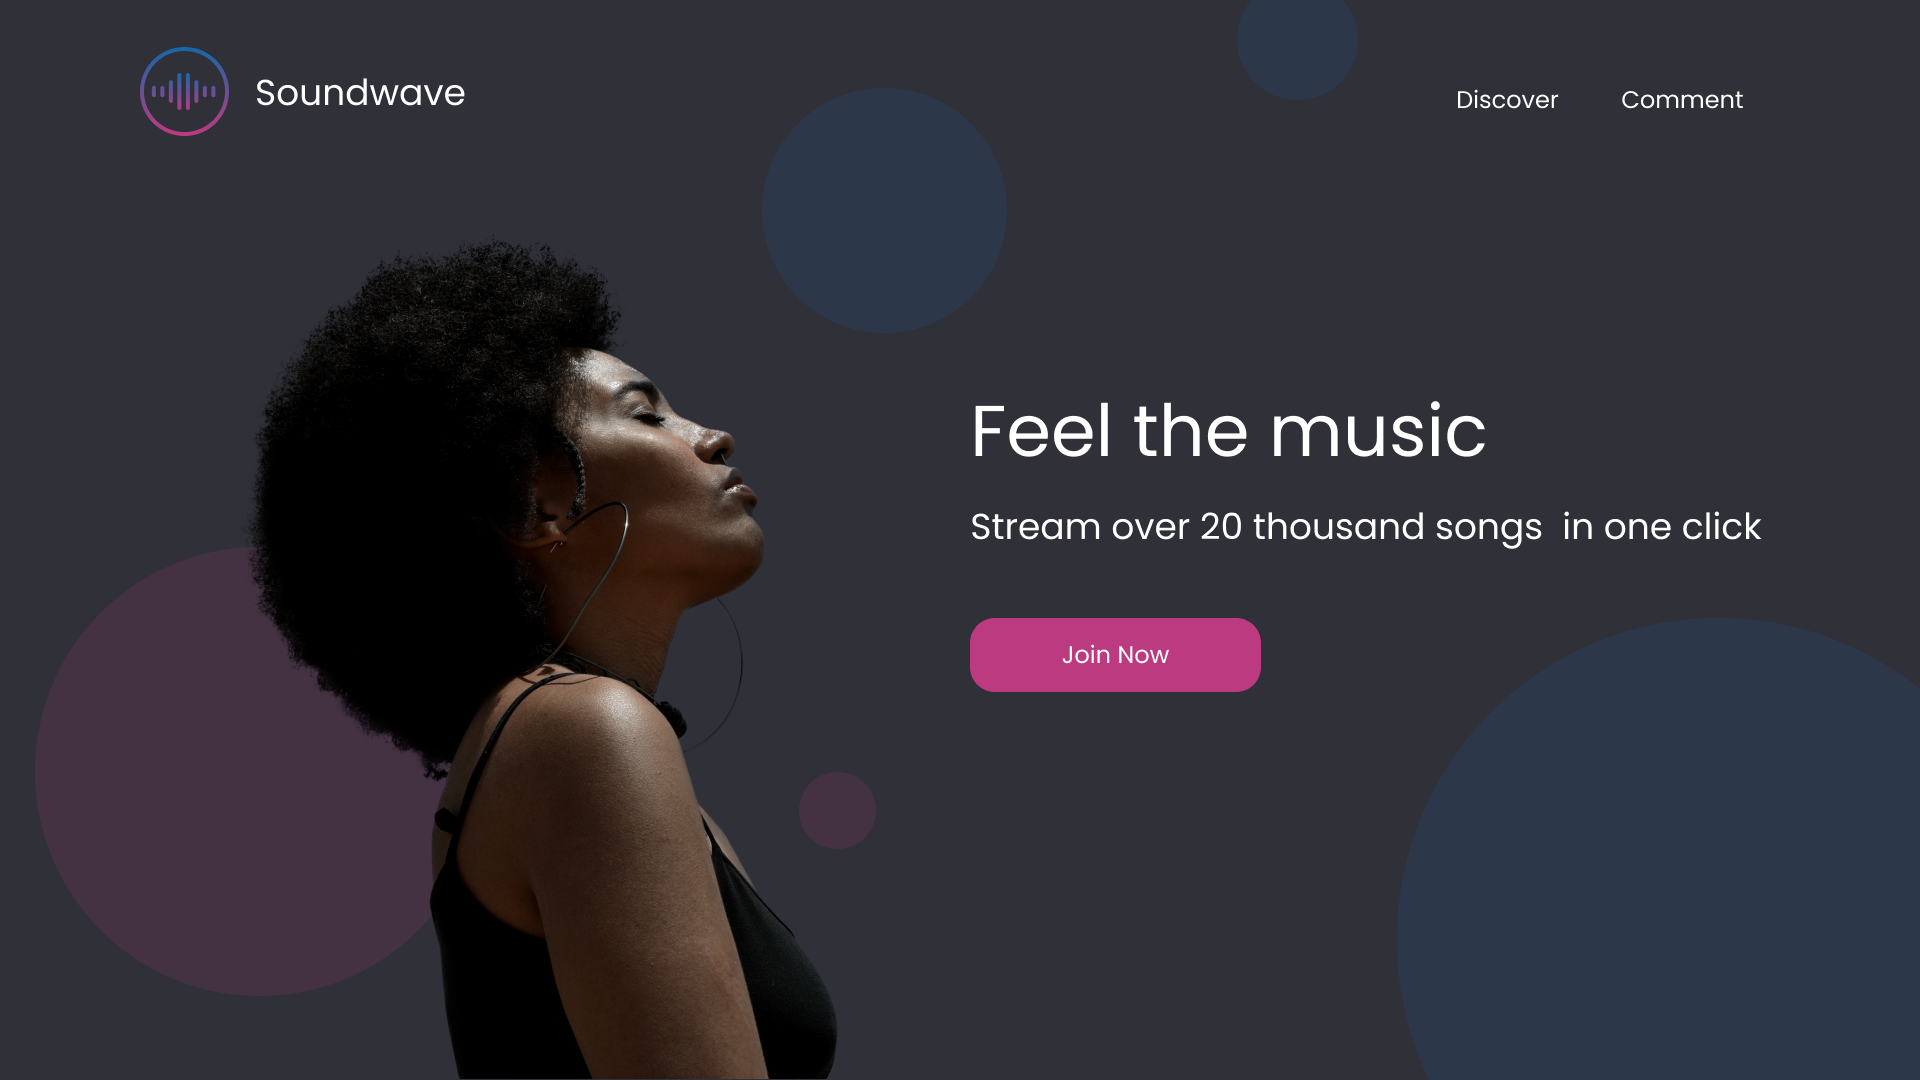 Soundwave
Discover
Comment
Feel the music
Stream over 20 thousand songs  in one click
Join Now